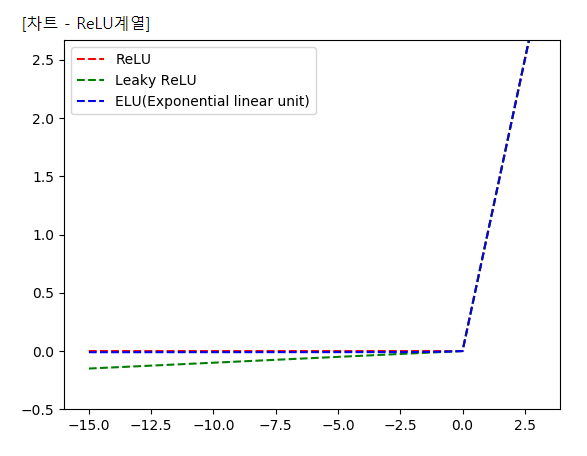 [차트 - ReLU계열]
ReLU
Leaky ReLU
ELU(Exponential linear unit)
2.5
2.0
1.5
1.0
0.5
0.0
−0.5
−15.0 −12.5 −10.0 −7.5 −5.0 −2.5 0.0 2.5